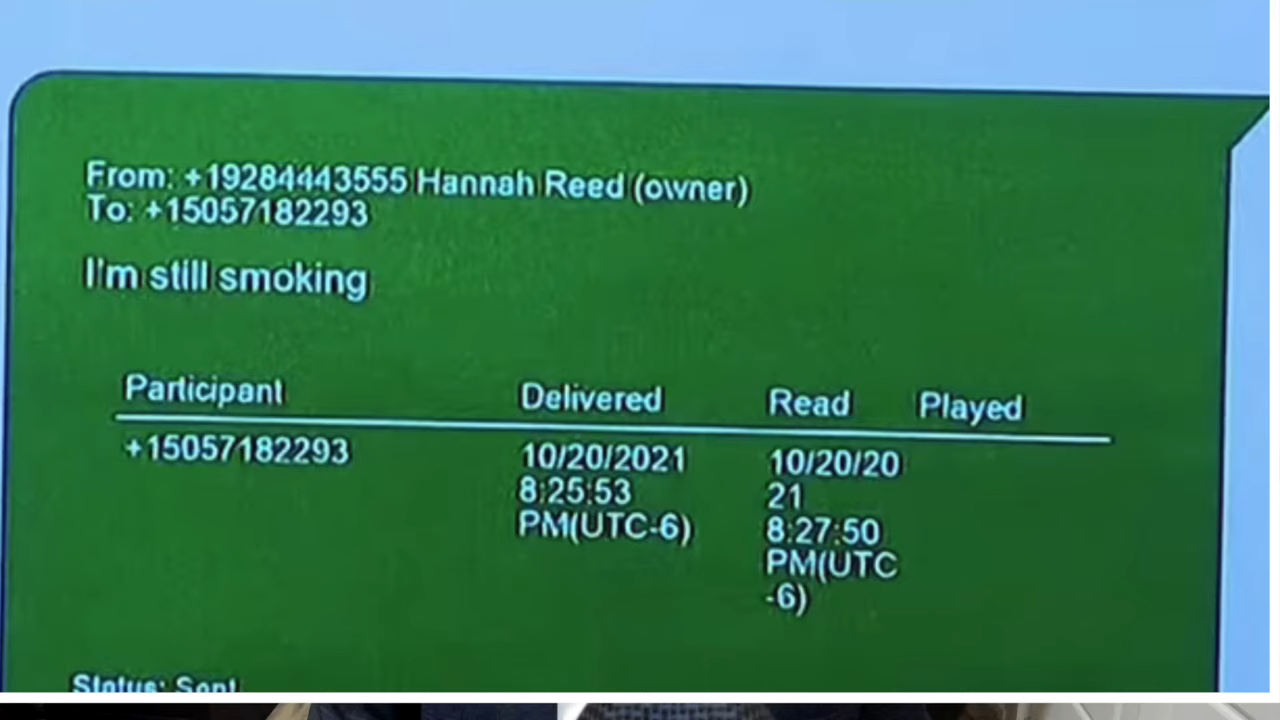 From: +19284443555 Hannah Reed (owner)
To: +15057182293
I'm still smoking
Participant Delivered Read Played
+15057182293 10/20/2021 10/20/20
8:25:53 21
PM(UTC-6) 8:27:50
PM(UTC
-6)
Status: Sent